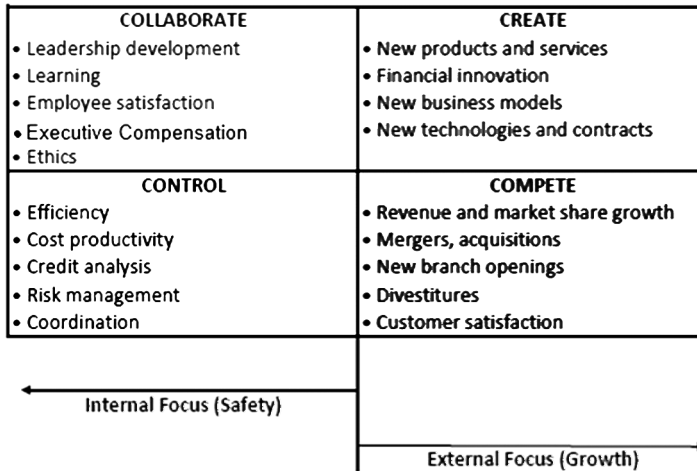 COLLABORATE
• Leadership development
• Learning
• Employee satisfaction
• Executive Compensation
• Ethics
CREATE
• New products and services
• Financial innovation
• New business models
• New technologies and contracts
CONTROL
• Efficiency
• Cost productivity
• Credit analysis
• Risk management
• Coordination
COMPETE
• Revenue and market share growth
• Mergers, acquisitions
• New branch openings
• Divestitures
• Customer satisfaction
Internal Focus (Safety)
External Focus (Growth)